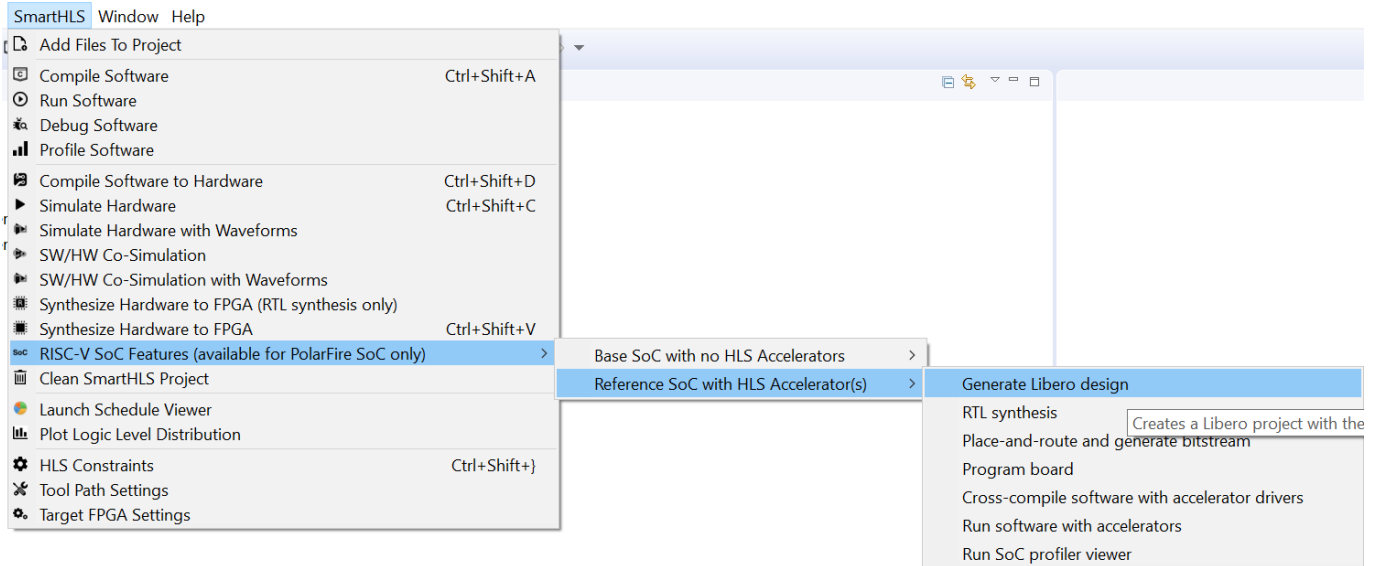 SmartHLS Window Help
Add Files To Project
Compile Software Ctrl+Shift+A
Run Software
Debug Software
Profile Software
Compile Software to Hardware Ctrl+Shift+D
Simulate Hardware Ctrl+Shift+C
Simulate Hardware with Waveforms
SW/HW Co-Simulation
SW/HW Co-Simulation with Waveforms
Synthesize Hardware to FPGA (RTL synthesis only)
Synthesize Hardware to FPGA Ctrl+Shift+V
SoC RISC-V SoC Features (available for PolarFire SoC only) >
Clean SmartHLS Project
Launch Schedule Viewer
Plot Logic Level Distribution
HLS Constraints Ctrl+Shift+}
Tool Path Settings
Target FPGA Settings
Base SoC with no HLS Accelerators >
Reference SoC with HLS Accelerator(s) >
Generate Libero design
RTL synthesis
Creates a Libero project with the
Place-and-route and generate bitstream
Program board
Cross-compile software with accelerator drivers
Run software with accelerators
Run SoC profiler viewer